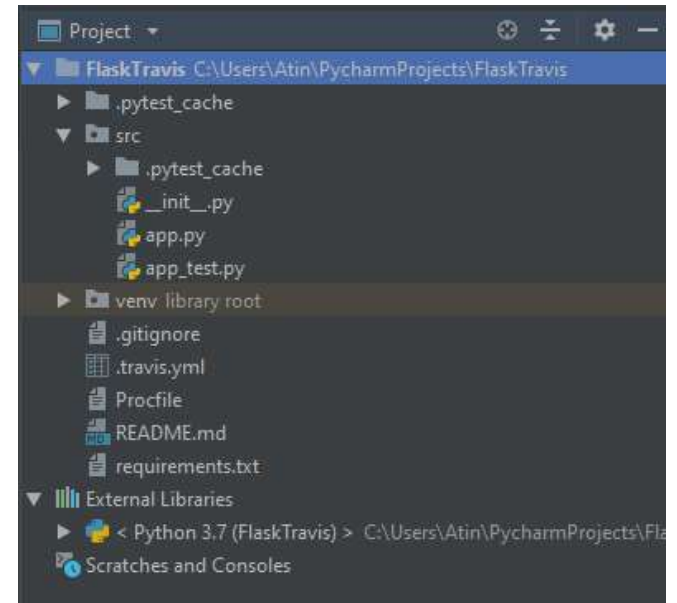 Project
FlaskTravis C:\Users\Atin\PycharmProjects\FlaskTravis
.pytest_cache
src
.pytest_cache
__init__.py
app.py
app_test.py
venv library root
.gitignore
.travis.yml
Procfile
README.md
requirements.txt
External Libraries
< Python 3.7 (FlaskTravis) > C:\Users\Atin\PycharmProjects\Fla
Scratches and Consoles